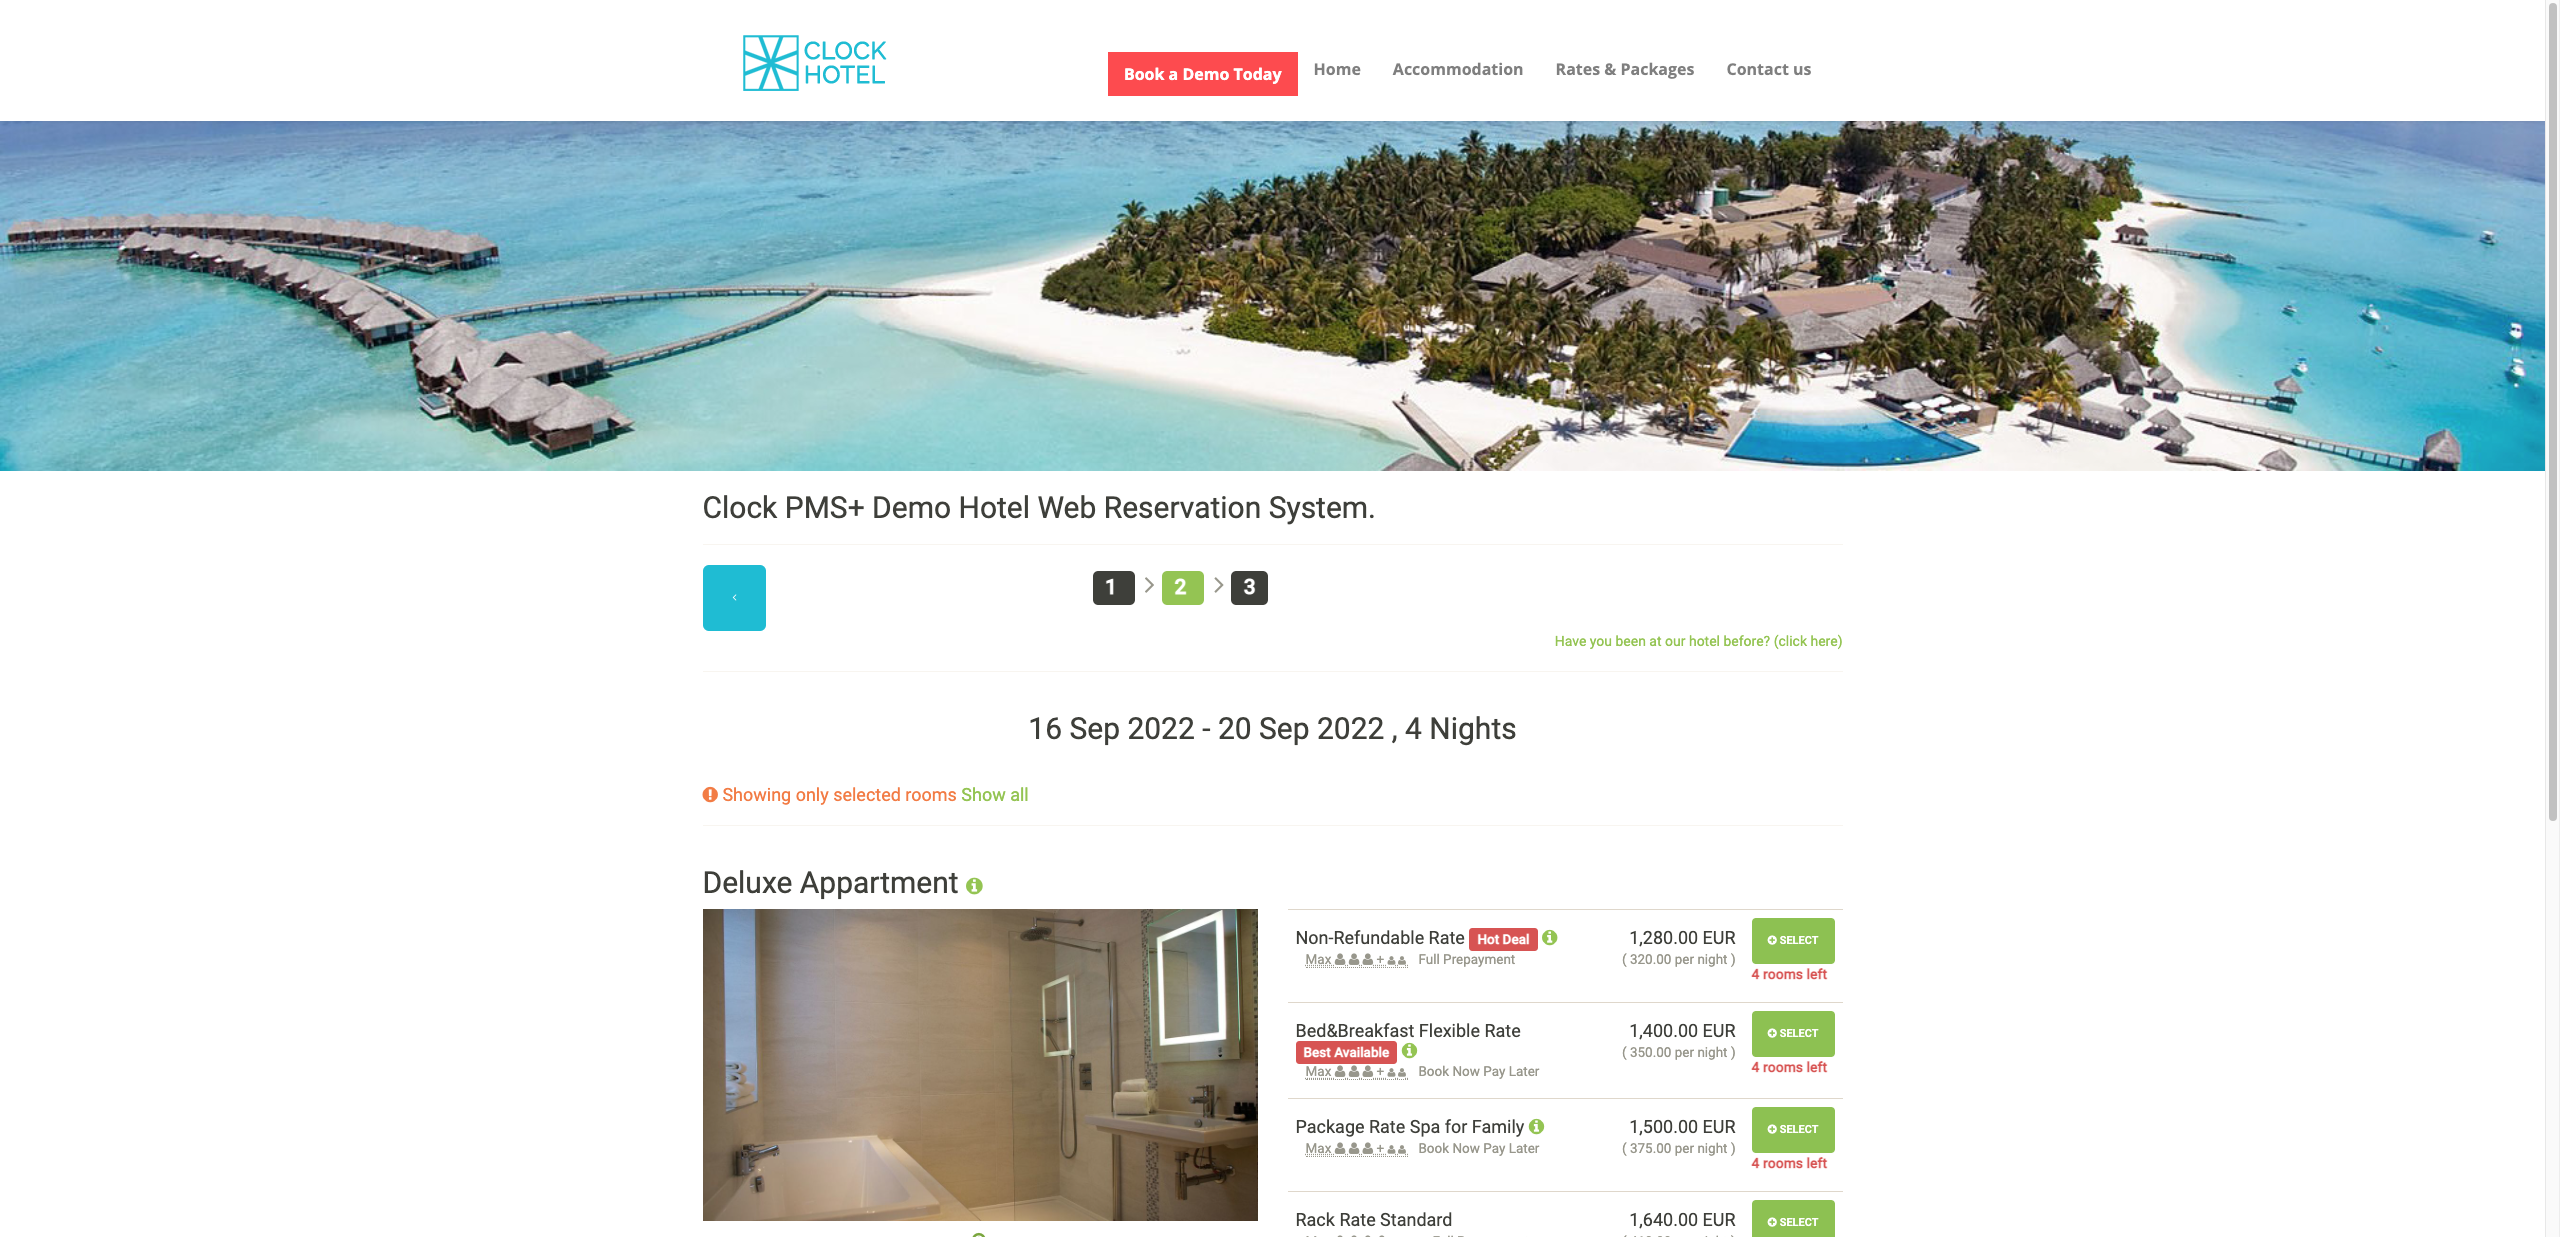 CLOCK
HOTEL
Book a Demo Today
Home
Accommodation
Rates & Packages
Contact us
Clock PMS+ Demo Hotel Web Reservation System.
1 2 3
Have you been at our hotel before? (click here)
16 Sep 2022 - 20 Sep 2022 , 4 Nights
Showing only selected rooms Show all
Deluxe Appartment
Non-Refundable Rate Hot Deal 1,280.00 EUR SELECT
Max + Full Prepayment ( 320.00 per night )
4 rooms left
Bed&Breakfast Flexible Rate 1,400.00 EUR SELECT
Best Available ( 350.00 per night )
Max + Book Now Pay Later 4 rooms left
Package Rate Spa for Family 1,500.00 EUR SELECT
Max + Book Now Pay Later ( 375.00 per night )
4 rooms left
Rack Rate Standard 1,640.00 EUR SELECT